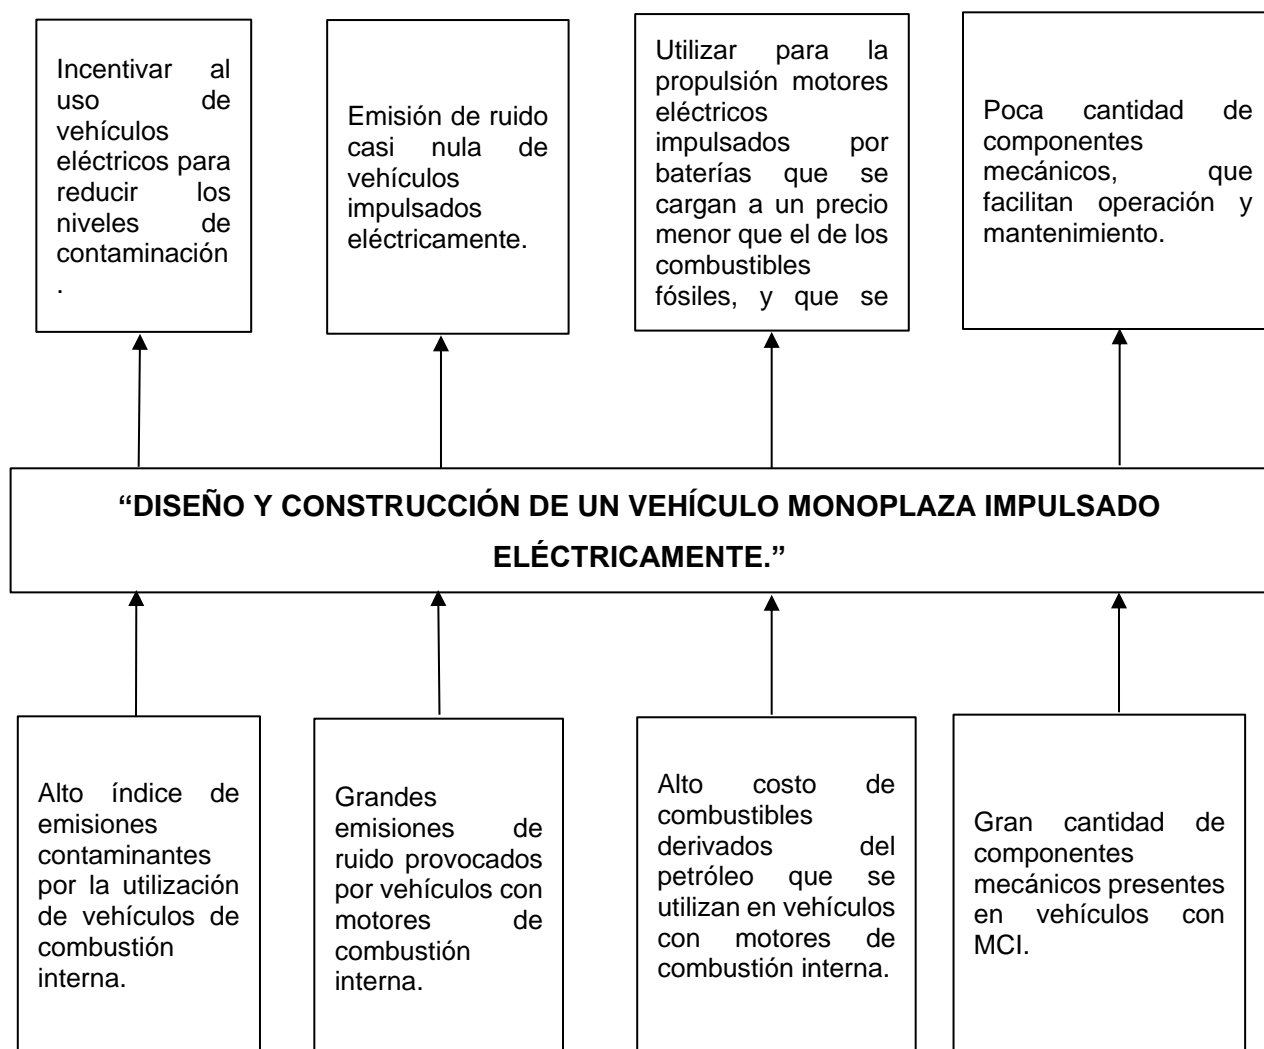 Incentivar al
uso de
vehículos
eléctricos para
reducir los
niveles de
contaminación
.
Emisión de ruido
casi nula de
vehículos
impulsados
eléctricamente.
Utilizar para la
propulsión motores
eléctricos
impulsados por
baterías que se
cargan a un precio
menor que el de los
combustibles
fósiles, y que se
Poca cantidad de
componentes
mecánicos, que
facilitan operación y
mantenimiento.
“DISEÑO Y CONSTRUCCIÓN DE UN VEHÍCULO MONOPLAZA IMPULSADO
ELÉCTRICAMENTE.”
Alto índice de
emisiones
contaminantes
por la utilización
de vehículos de
combustión
interna.
Grandes
emisiones de
ruido provocados
por vehículos con
motores de
combustión
interna.
Alto costo de
combustibles
derivados del
petróleo que se
utilizan en vehículos
con motores de
combustión interna.
Gran cantidad de
componentes
mecánicos presentes
en vehículos con
MCI.